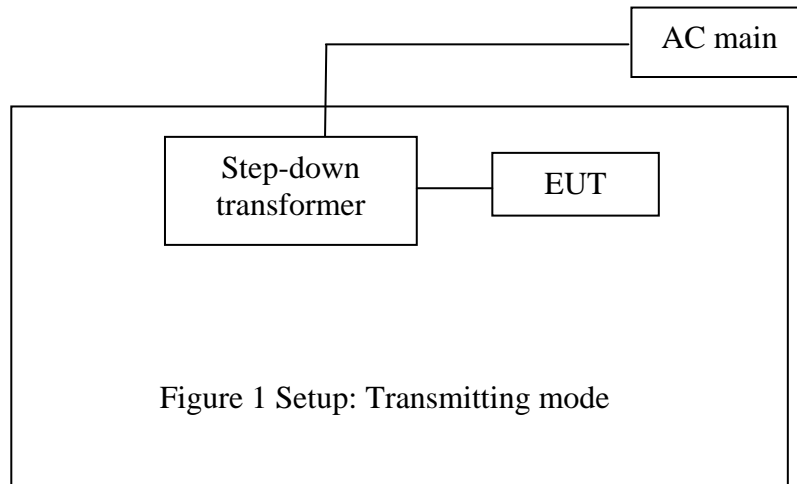 AC main
Step-down
transformer
EUT
Figure 1 Setup: Transmitting mode